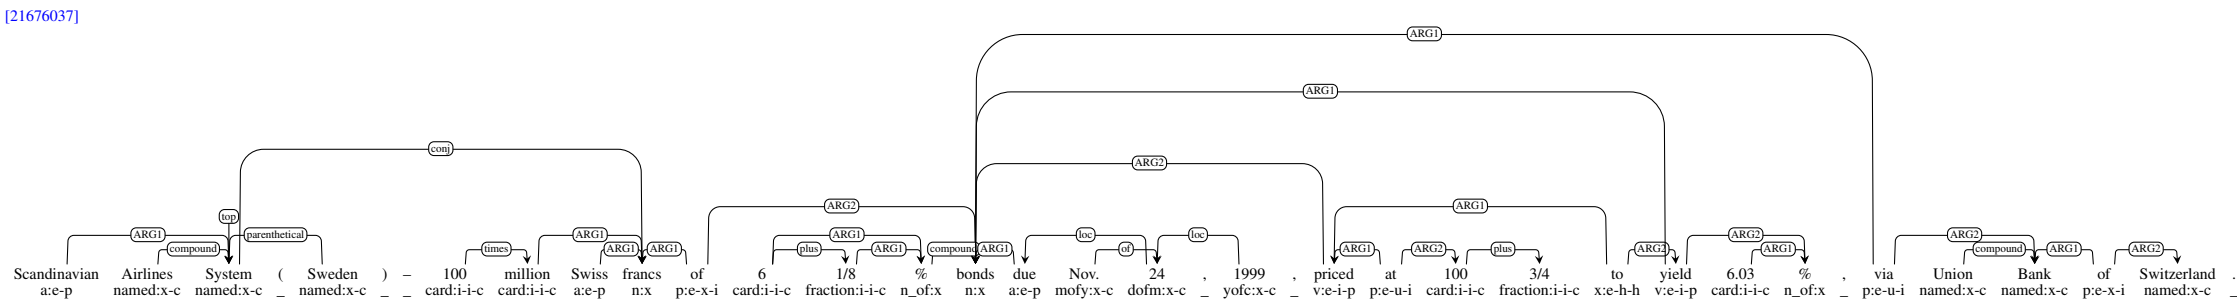 [21676037]
ARG1
ARG1
conj ARG2
top ARG2 ARG1
ARG1 parenthetical ARG1 ARG1 loc loc ARG2 ARG2 ARG2
compound times ARG1 ARG1 plus ARG1 compound ARG1 of ARG1 ARG2 plus ARG2 ARG1 compound ARG1 ARG2
Scandinavian Airlines System ( Sweden ) – 100 million Swiss francs of 6 1/8 % bonds due Nov. 24 , 1999 , priced at 100 3/4 to yield 6.03 % , via Union Bank of Switzerland .
a:e-p named:x-c named:x-c _ named:x-c _ _ card:i-i-c card:i-i-c a:e-p n:x p:e-x-i card:i-i-c fraction:i-i-c n_of:x n:x a:e-p mofy:x-c dofm:x-c _ yofc:x-c _ v:e-i-p p:e-u-i card:i-i-c fraction:i-i-c x:e-h-h v:e-i-p card:i-i-c n_of:x _ p:e-u-i named:x-c named:x-c p:e-x-i named:x-c _